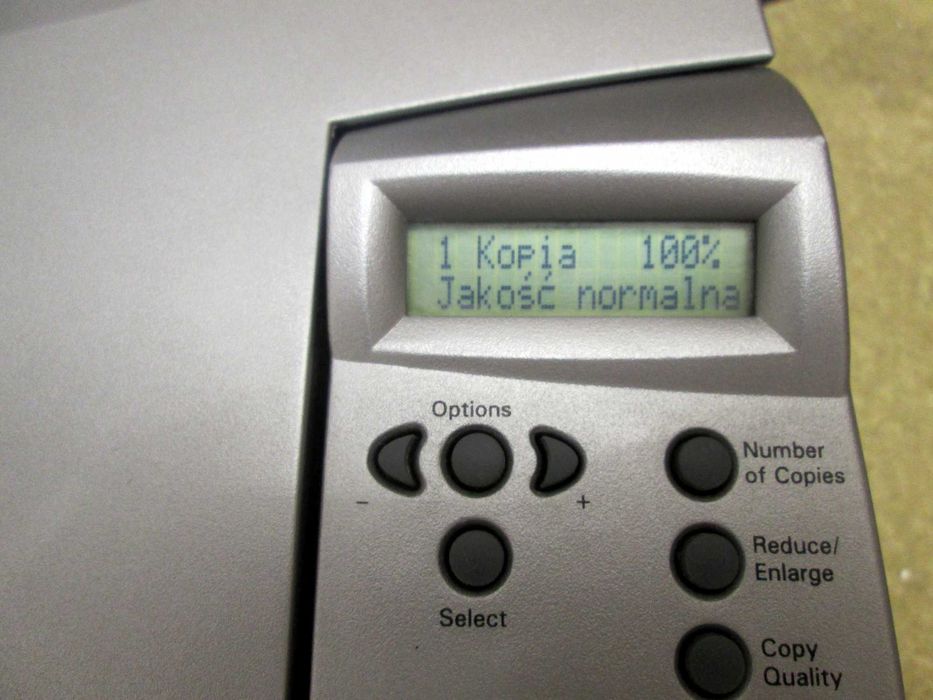 1 Kopia 100%
Jakość normalna
Options
- +
Select
Number
of Copies
Reduce/
Enlarge
Copy
Quality